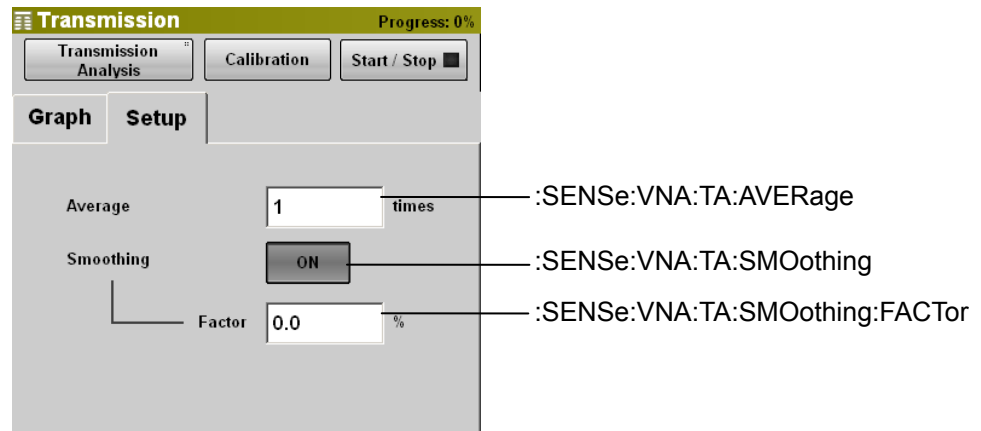 Transmission Progress: 0%
Transmission
Analysis
Calibration
Start / Stop
Graph Setup
Average 1 times :SENSe:VNA:TA:AVERage
Smoothing ON :SENSe:VNA:TA:SMOothing
Factor 0.0 % :SENSe:VNA:TA:SMOothing:FACTor